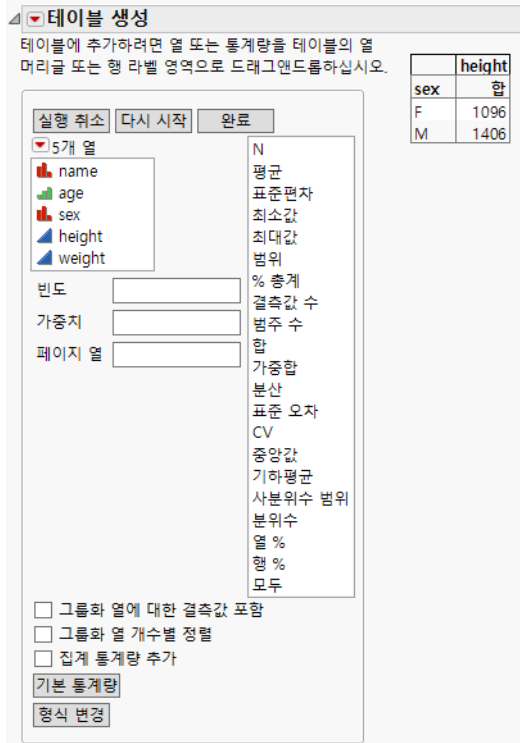 테이블 생성
테이블에 추가하려면 열 또는 통계량을 테이블의 열
머리글 또는 행 라벨 영역으로 드래그앤드롭하십시오.
실행 취소 다시 시작 완료
5개 열
name
age
sex
height
weight
빈도
가중치
페이지 열
N
평균
표준편차
최소값
최대값
범위
% 총계
결측값 수
범주 수
합
가중합
분산
표준 오차
CV
중앙값
기하평균
사분위수 범위
분위수
열 %
행 %
모두
그룹화 열에 대한 결측값 포함
그룹화 열 개수별 정렬
집계 통계량 추가
기본 통계량
형식 변경
height
sex 합
F 1096
M 1406